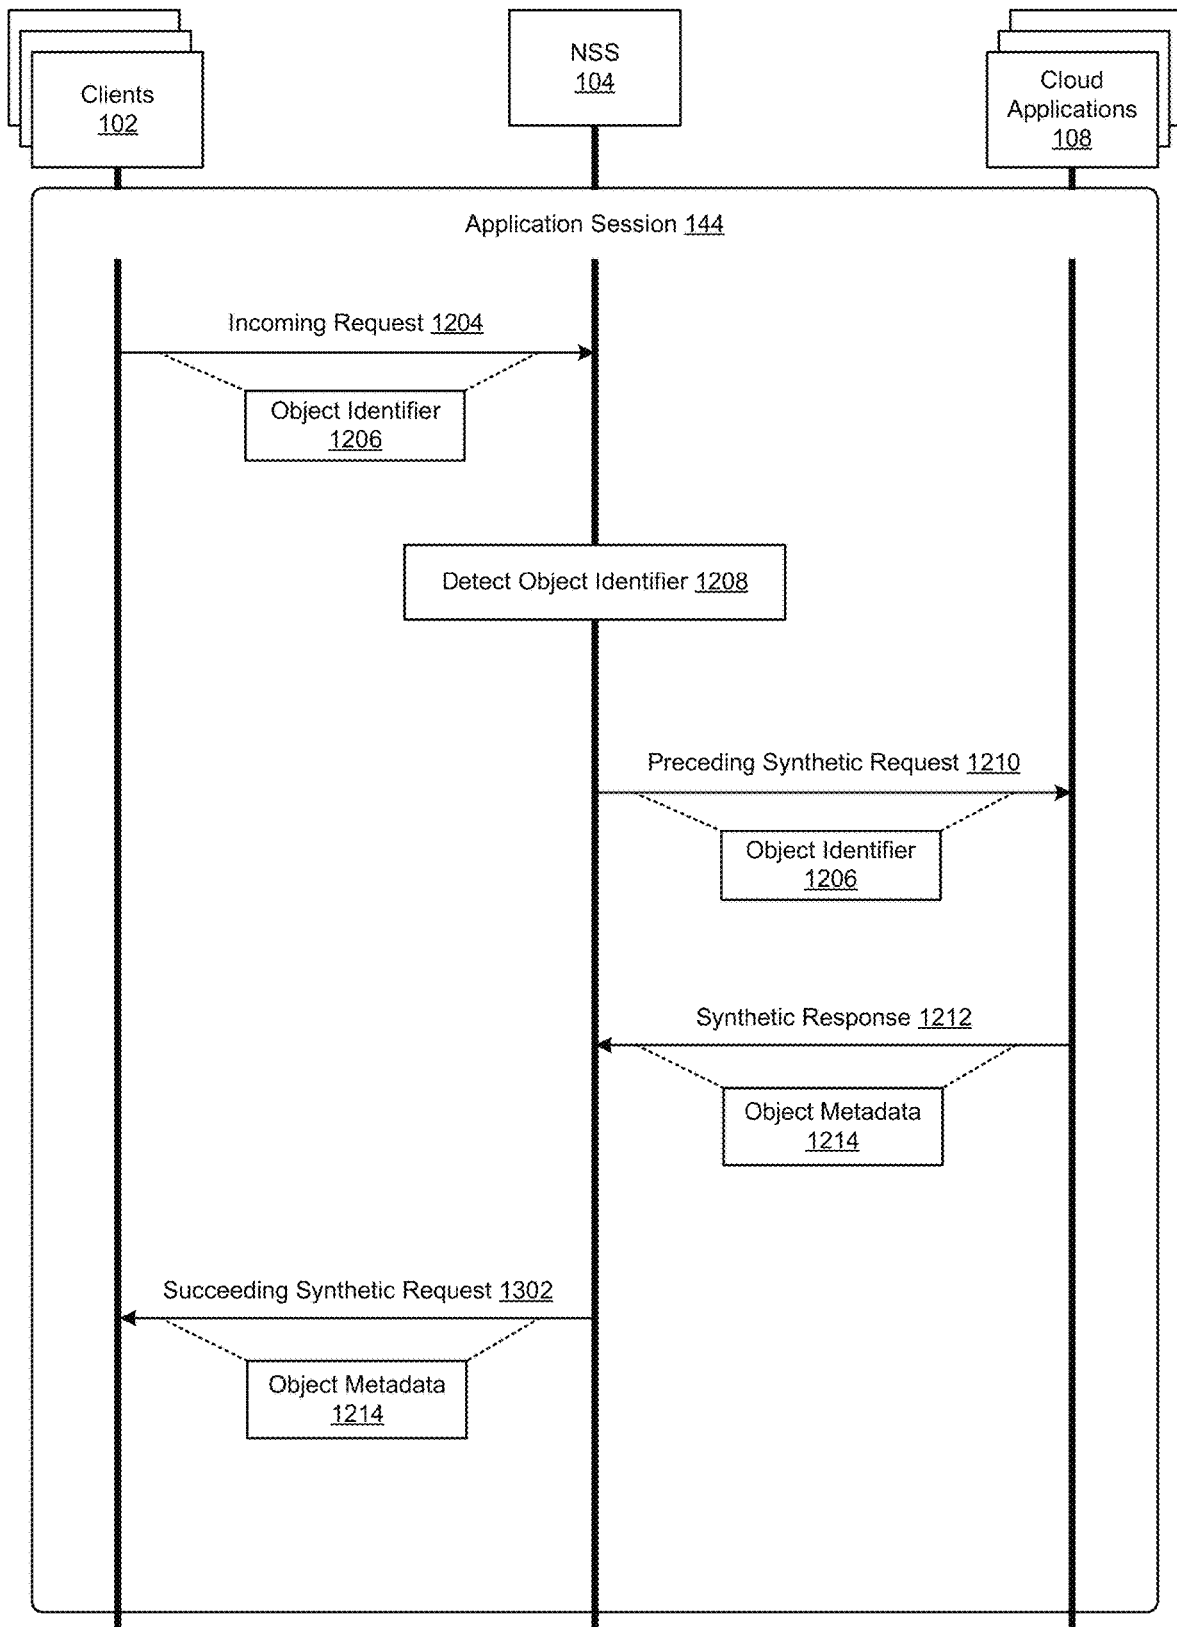 Clients
102
NSS
104
Cloud
Applications
108
Application Session 144
Incoming Request 1204
Object Identifier
1206
Detect Object Identifier 1208
Preceding Synthetic Request 1210
Object Identifier
1206
Synthetic Response 1212
Object Metadata
1214
Succeeding Synthetic Request 1302
Object Metadata
1214